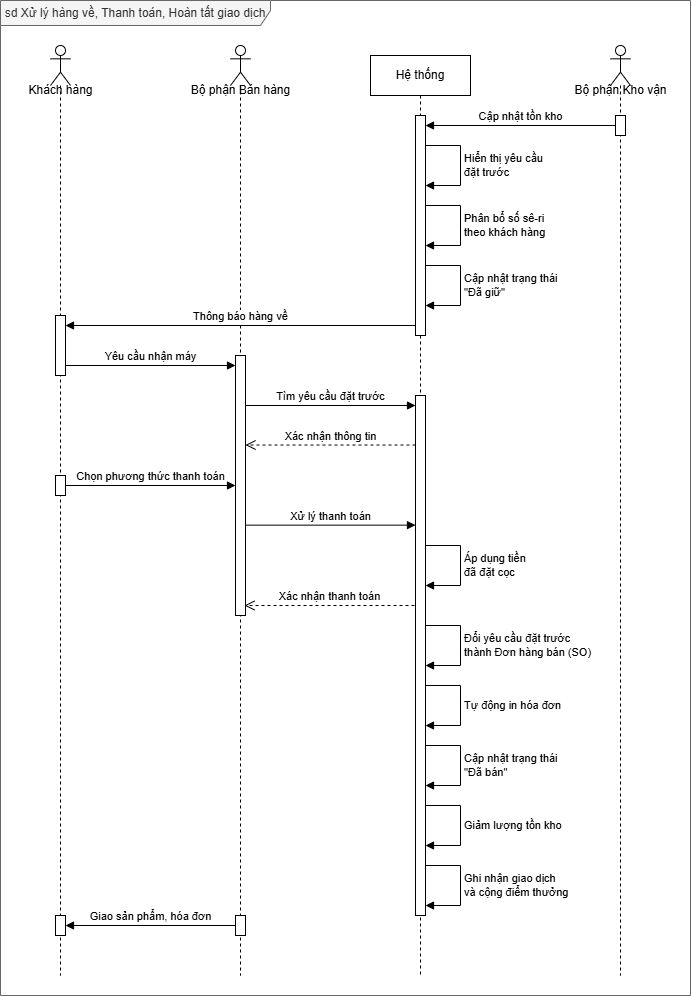 sd Xử lý hàng về, Thanh toán, Hoàn tất giao dịch
Khách hàng
Bộ phận Bán hàng
Hệ thống
Bộ phận Kho vận
Cập nhật tồn kho
Hiển thị yêu cầu
đặt trước
Phân bổ số sê-ri
theo khách hàng
Cập nhật trạng thái
"Đã giữ"
Thông báo hàng về
Yêu cầu nhận máy
Tìm yêu cầu đặt trước
Xác nhận thông tin
Chọn phương thức thanh toán
Xử lý thanh toán
Áp dụng tiền
đã đặt cọc
Xác nhận thanh toán
Đổi yêu cầu đặt trước
thành Đơn hàng bán (SO)
Tự động in hóa đơn
Cập nhật trạng thái
"Đã bán"
Giảm lượng tồn kho
Ghi nhận giao dịch
và cộng điểm thưởng
Giao sản phẩm, hóa đơn